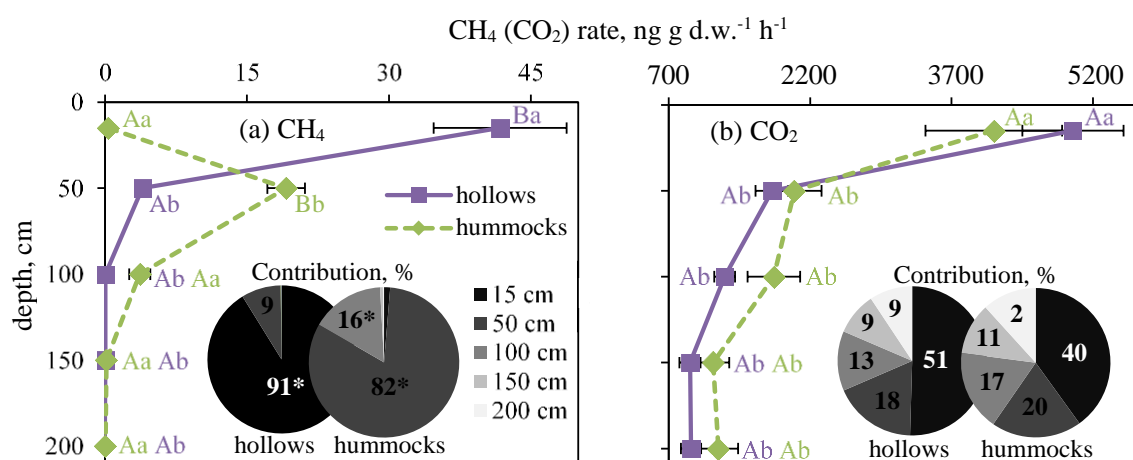 CH₄ (CO₂) rate, ng g d.w.⁻¹ h⁻¹
0 15 30 45
700 2200 3700 5200
depth, cm
0
50
100
150
200
(a) CH₄
Aa
Ba
Ab
Bb
Ab Aa
Aa Ab
Aa Ab
hollows
hummocks
Contribution, %
9
91*
16*
82*
hollows
hummocks
15 cm
50 cm
100 cm
150 cm
200 cm
(b) CO₂
Aa
Aa
Ab Ab
Ab Ab
Ab Ab
Ab Ab
Contribution, %
9
9
13
18
51
2
11
17
20
40
hollows
hummocks